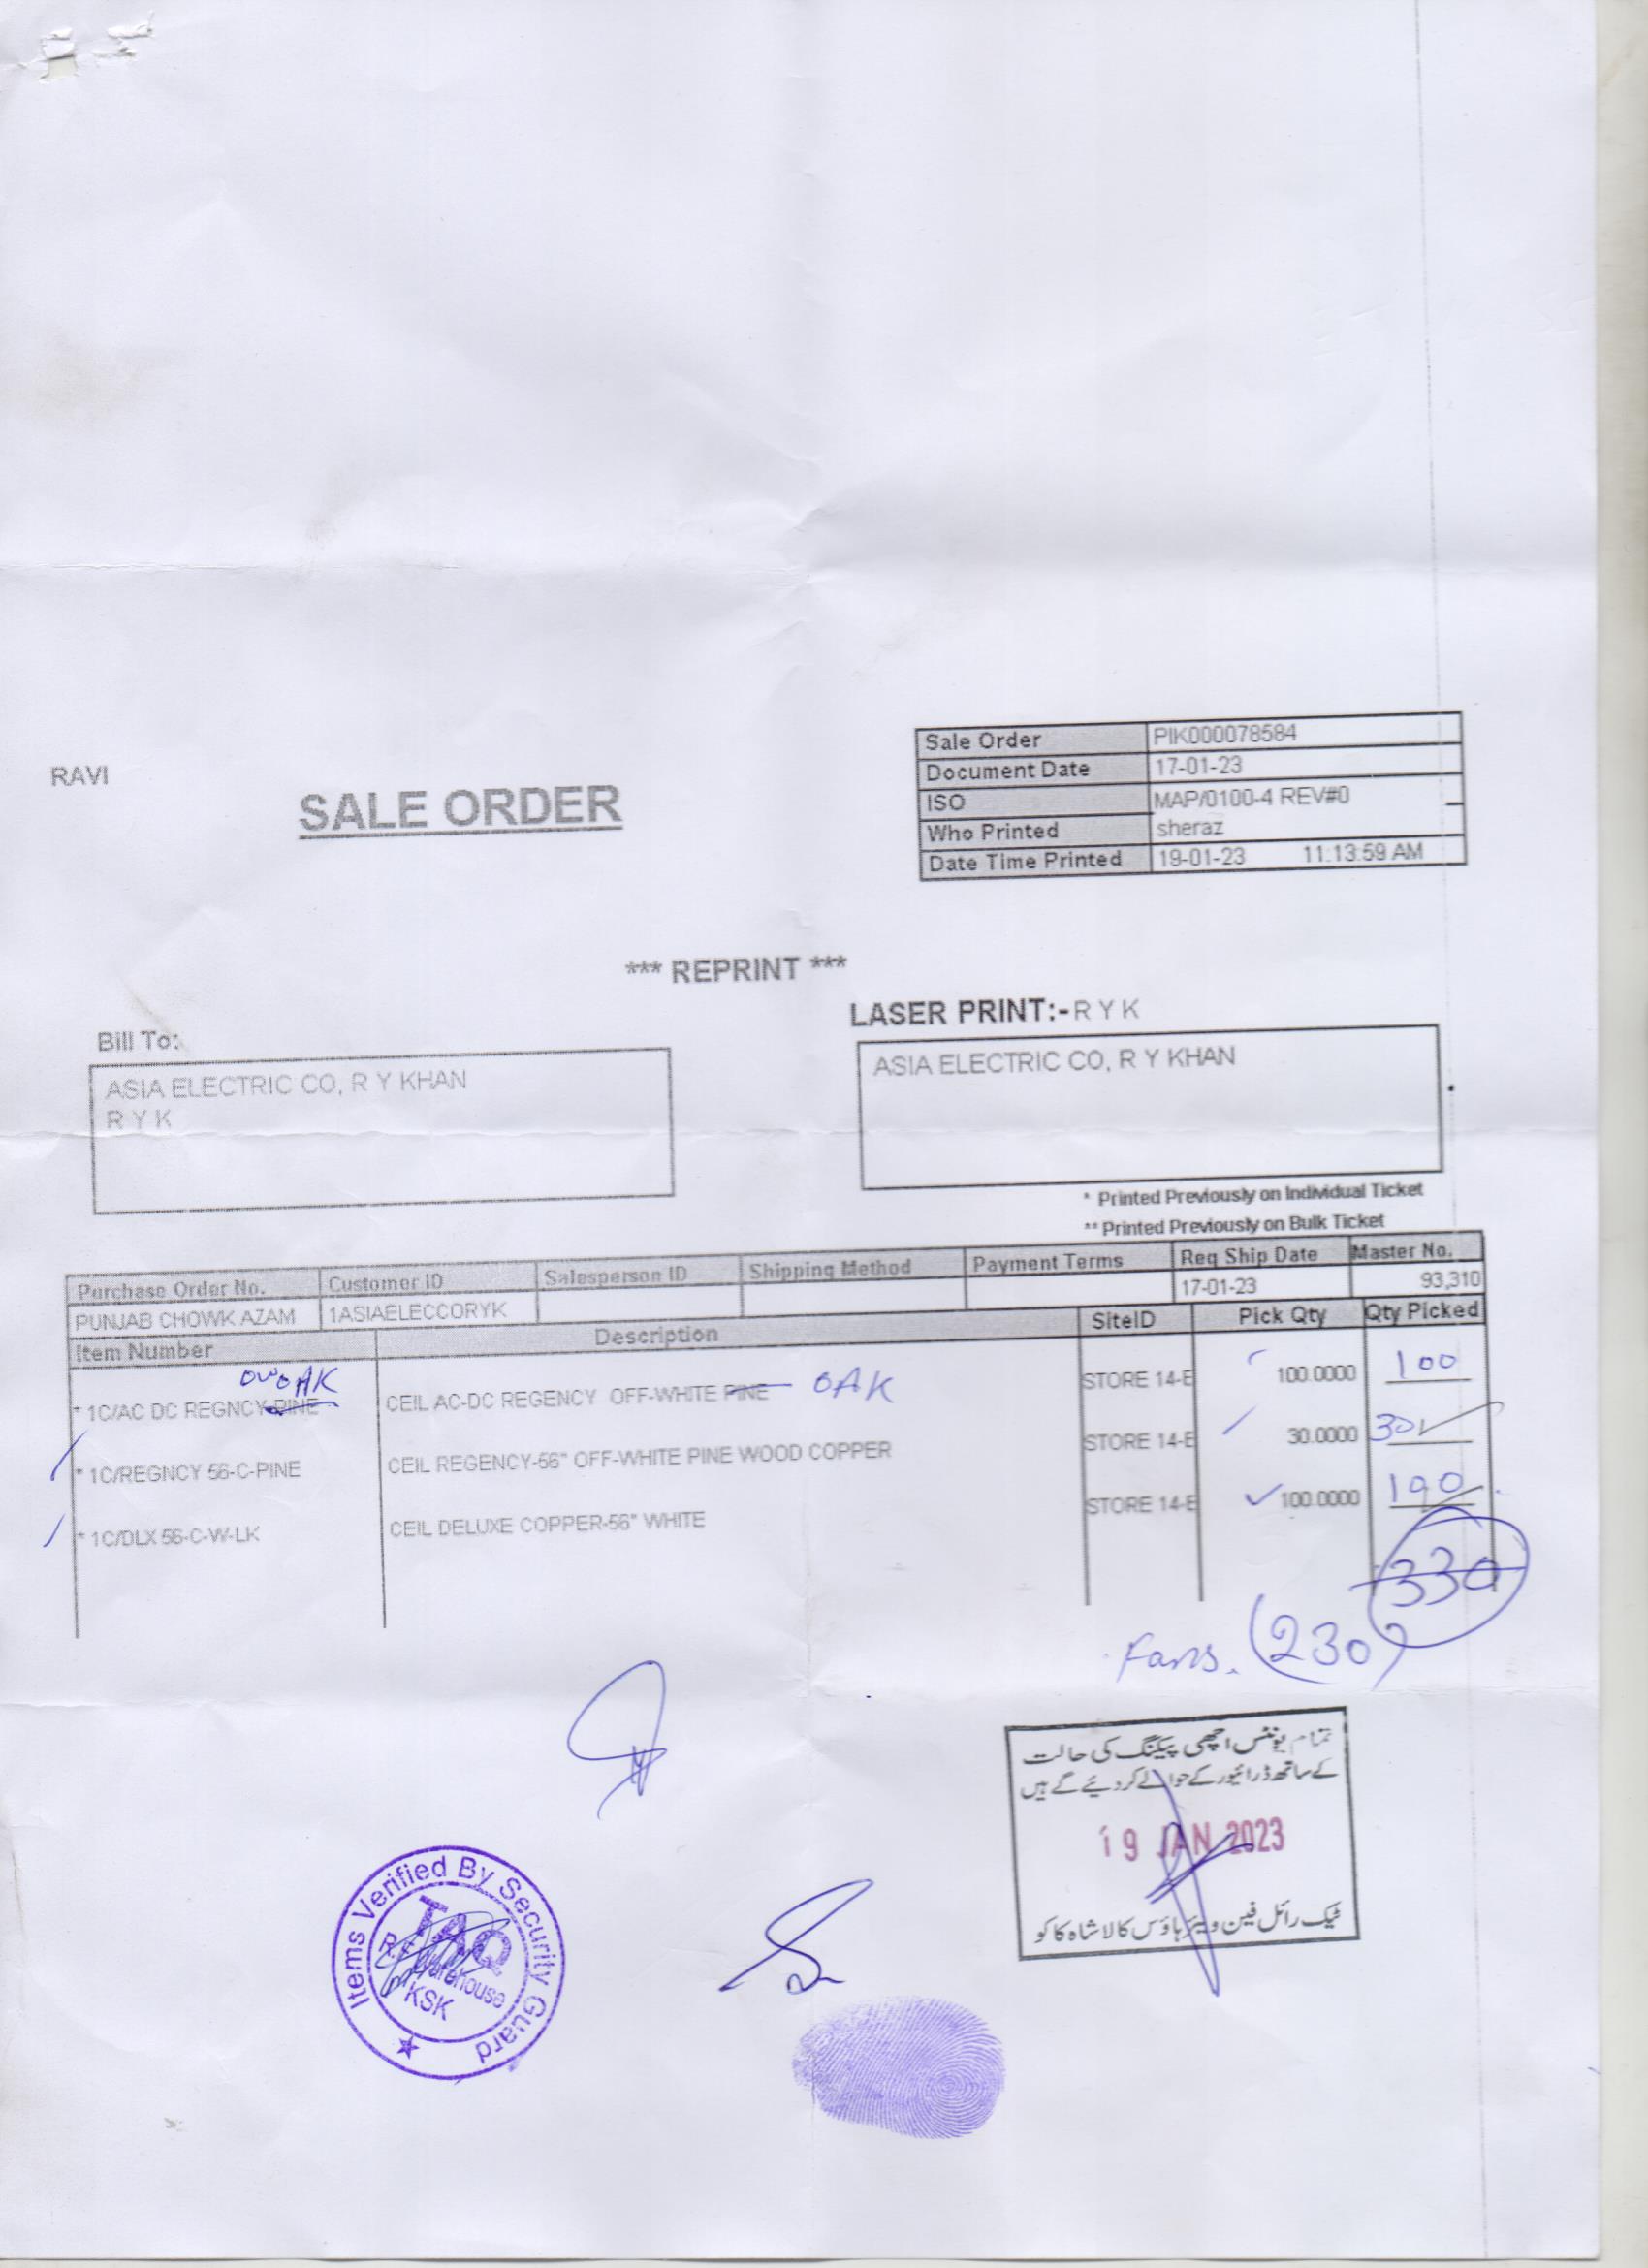 RAVI
SALE ORDER
Sale Order PIK000078584
Document Date 17-01-23
ISO MAP/0100-4 REV#0
Who Printed sheraz
Date Time Printed 19-01-23 11:13:59 AM
*** REPRINT ***
LASER PRINT:- R Y K
Bill To:
ASIA ELECTRIC CO, R Y KHAN
R Y K
ASIA ELECTRIC CO, R Y KHAN
* Printed Previously on Individual Ticket
** Printed Previously on Bulk Ticket
Purchase Order No. Customer ID Salesperson ID Shipping Method Payment Terms Req Ship Date Master No.
PUNJAB CHOWK AZAM 1ASIAELECCORYK 17-01-23 93,310
Item Number Description SiteID Pick Qty Qty Picked
OWOAK
* 1C/AC DC REGNCY-PINE CEIL AC-DC REGENCY OFF-WHITE PINE OAK STORE 14-E 100.0000 100
* 1C/REGNCY 56-C-PINE CEIL REGENCY-56" OFF-WHITE PINE WOOD COPPER STORE 14-E 30.0000 30
* 1C/DLX 56-C-W-LK CEIL DELUXE COPPER-56" WHITE STORE 14-E 100.0000 100
330
Fans. (230)
تمام یونٹس اچھی پیکنگ کی حالت
کے ساتھ ڈرائیور کے حوالے کر دیئے گے ہیں
19 JAN 2023
ٹیک رائل فین ویئر ہاؤس کالا شاہ کاکو
Items Verified By Security Guard
TAQ
Warehouse
KSK